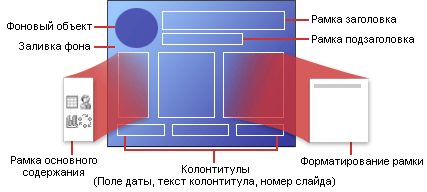 Фоновый объект
Заливка фона
Рамка заголовка
Рамка подзаголовка
Рамка основного
содержания
Колонтитулы
(Поле даты, текст колонтитула, номер слайда)
Форматирование рамки